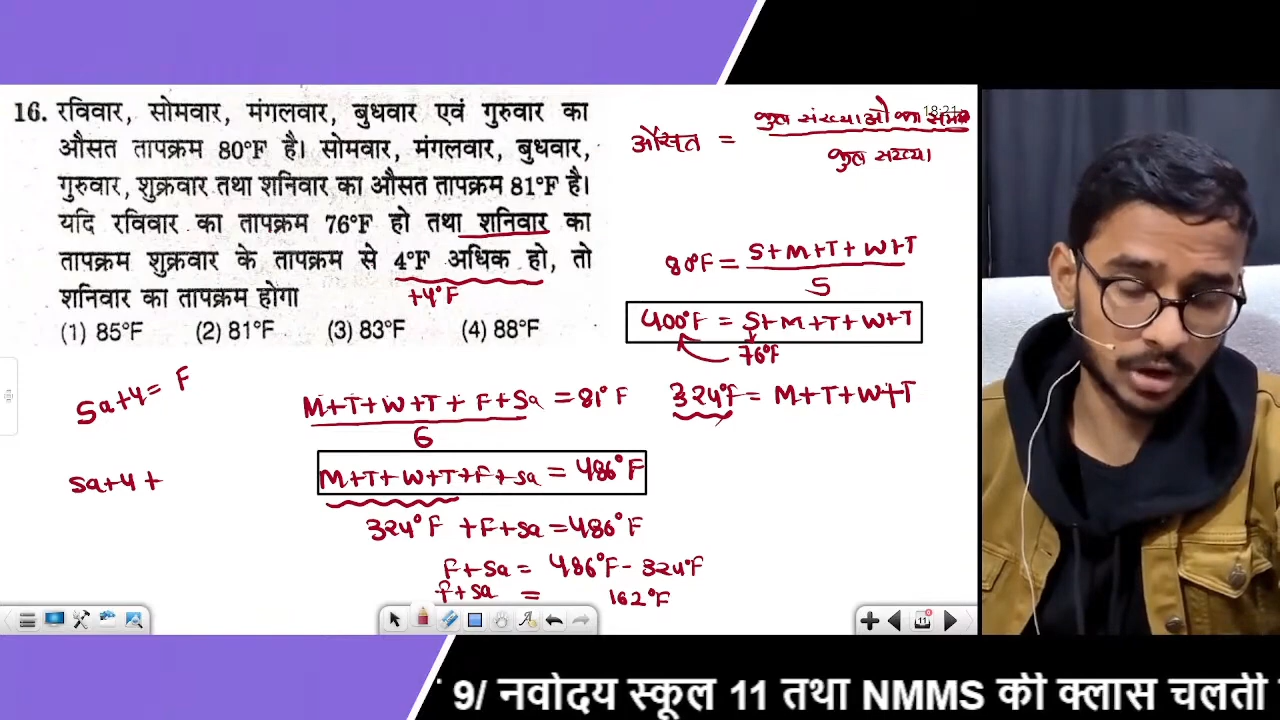 16. रविवार, सोमवार, मंगलवार, बुधवार एवं गुरुवार का
औसत तापक्रम 80°F है। सोमवार, मंगलवार, बुधवार,
गुरुवार, शुक्रवार तथा शनिवार का औसत तापक्रम 81°F है।
यदि रविवार का तापक्रम 76°F हो तथा शनिवार का
तापक्रम शुक्रवार के तापक्रम से 4°F अधिक हो, तो
+4°F
शनिवार का तापक्रम होगा
(1) 85°F (2) 81°F (3) 83°F (4) 88°F
18:21
औसत = कुल संख्याओं का
कुल संख्या
80°F = S+M+T+W+T
5
400°F = S+M+T+W+T
76°F
324°F = M+T+W+T
Sa+4= F
Sa+4+
M+T+W+T+ F+Sa = 81°F
6
M+T+W+T+F+Sa = 486°F
324°F +F+Sa = 486°F
F+Sa = 486°F - 324°F
F+Sa = 162°F
11
9/ नवोदय स्कूल 11 तथा NMMS की क्लास चलती